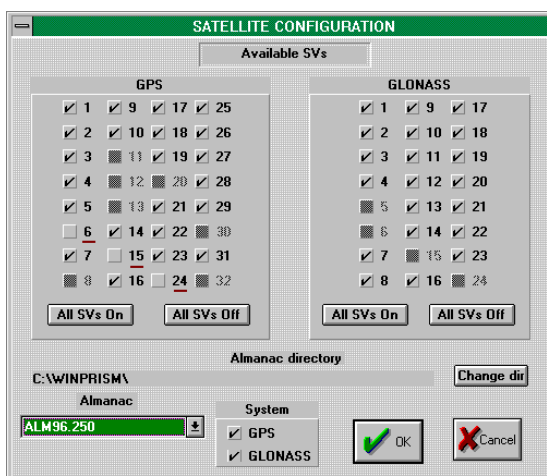 SATELLITE CONFIGURATION
Available SVs
GPS
1 9 17 25
2 10 18 26
3 11 19 27
4 12 20 28
5 13 21 29
6 14 22 30
7 15 23 31
8 16 24 32
All SVs On All SVs Off
GLONASS
1 9 17
2 10 18
3 11 19
4 12 20
5 13 21
6 14 22
7 15 23
8 16 24
All SVs On All SVs Off
Almanac directory
C:\WINPRISM\
Change dir
Almanac
ALM96.250
System
GPS
GLONASS
OK
Cancel